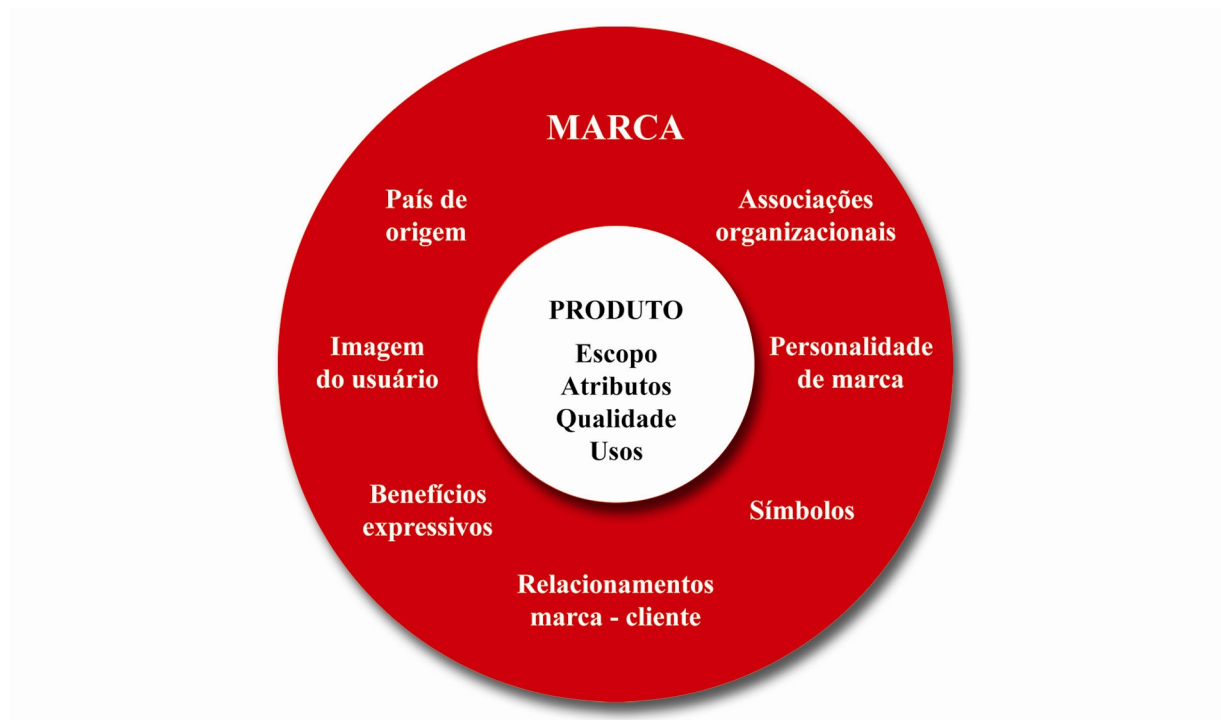 MARCA
País de
origem
Associações
organizacionais
PRODUTO
Escopo
Atributos
Qualidade
Usos
Imagem
do usuário
Personalidade
de marca
Benefícios
expressivos
Símbolos
Relacionamentos
marca - cliente